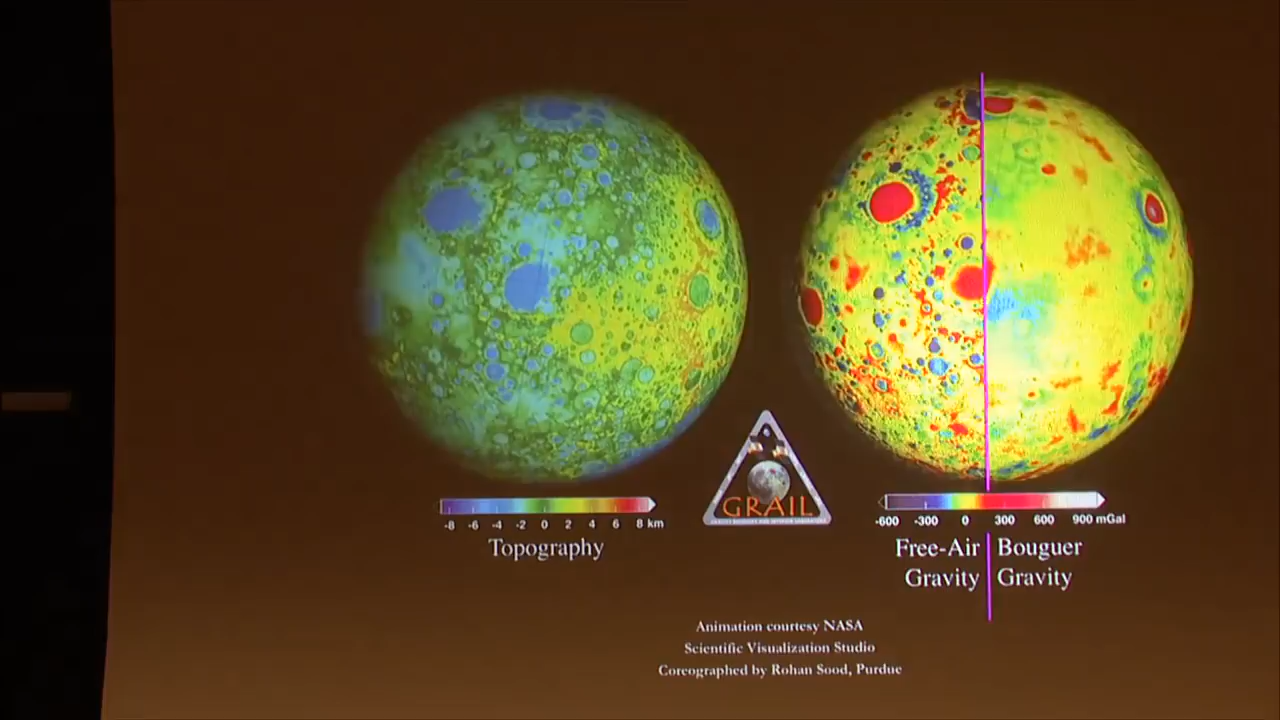 GRAIL
-8 -6 -4 -2 0 2 4 6 8 km
Topography
-600 -300 0 300 600 900 mGal
Free-Air Gravity
Bouguer Gravity
Animation courtesy NASA
Scientific Visualization Studio
Coreographed by Rohan Sood, Purdue